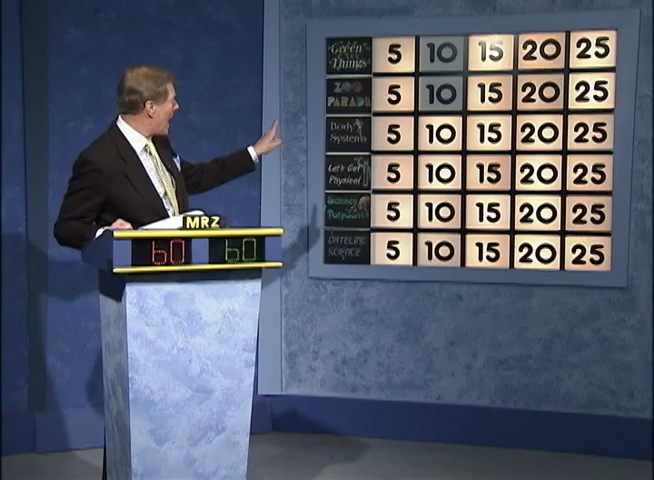 Green Things 5 10 15 20 25
ZOO PARADE 5 10 15 20 25
Body Systems 5 10 15 20 25
Let's Get Physical 5 10 15 20 25
Science Potpourri 5 10 15 20 25
DATELINE SCIENCE 5 10 15 20 25
MRZ
60 60